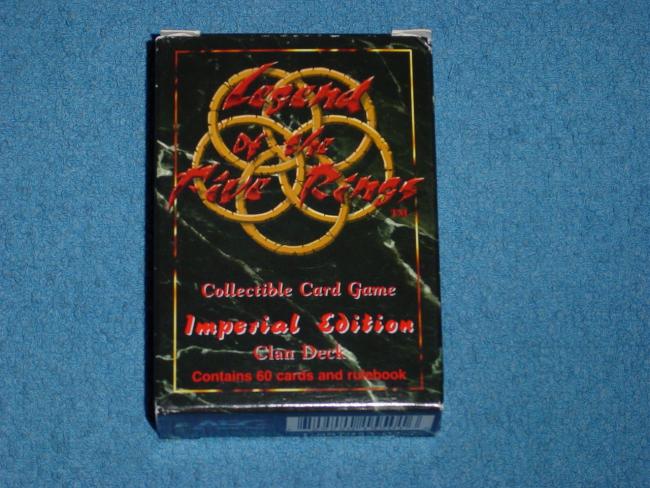 Legend
of the
Five Rings
TM
Collectible Card Game
Imperial Edition
Clan Deck
Contains 60 cards and rulebook